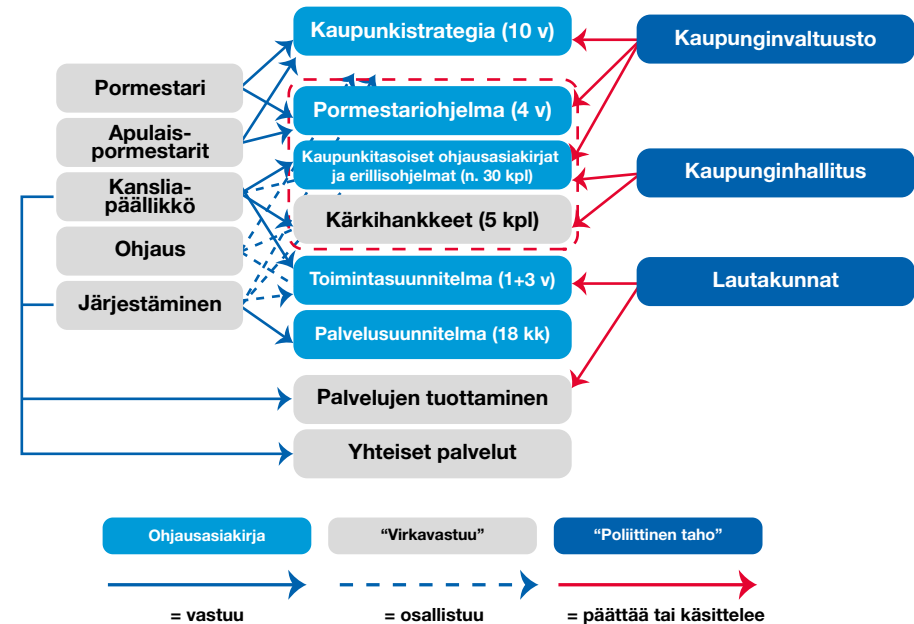 Pormestari
Apulais-
pormestarit
Kanslia-
päällikkö
Ohjaus
Järjestäminen
Kaupunkistrategia (10 v)
Pormestariohjelma (4 v)
Kaupunkitasoiset ohjausasiakirjat
ja erillisohjelmat (n. 30 kpl)
Kärkihankkeet (5 kpl)
Toimintasuunnitelma (1+3 v)
Palvelusuunnitelma (18 kk)
Palvelujen tuottaminen
Yhteiset palvelut
Kaupunginvaltuusto
Kaupunginhallitus
Lautakunnat
Ohjausasiakirja
“Virkavastuu”
“Poliittinen taho”
= vastuu
= osallistuu
= päättää tai käsittelee